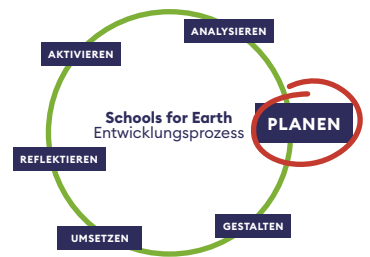 ANALYSIEREN
AKTIVIEREN
Schools for Earth
Entwicklungsprozess
PLANEN
REFLEKTIEREN
GESTALTEN
UMSETZEN